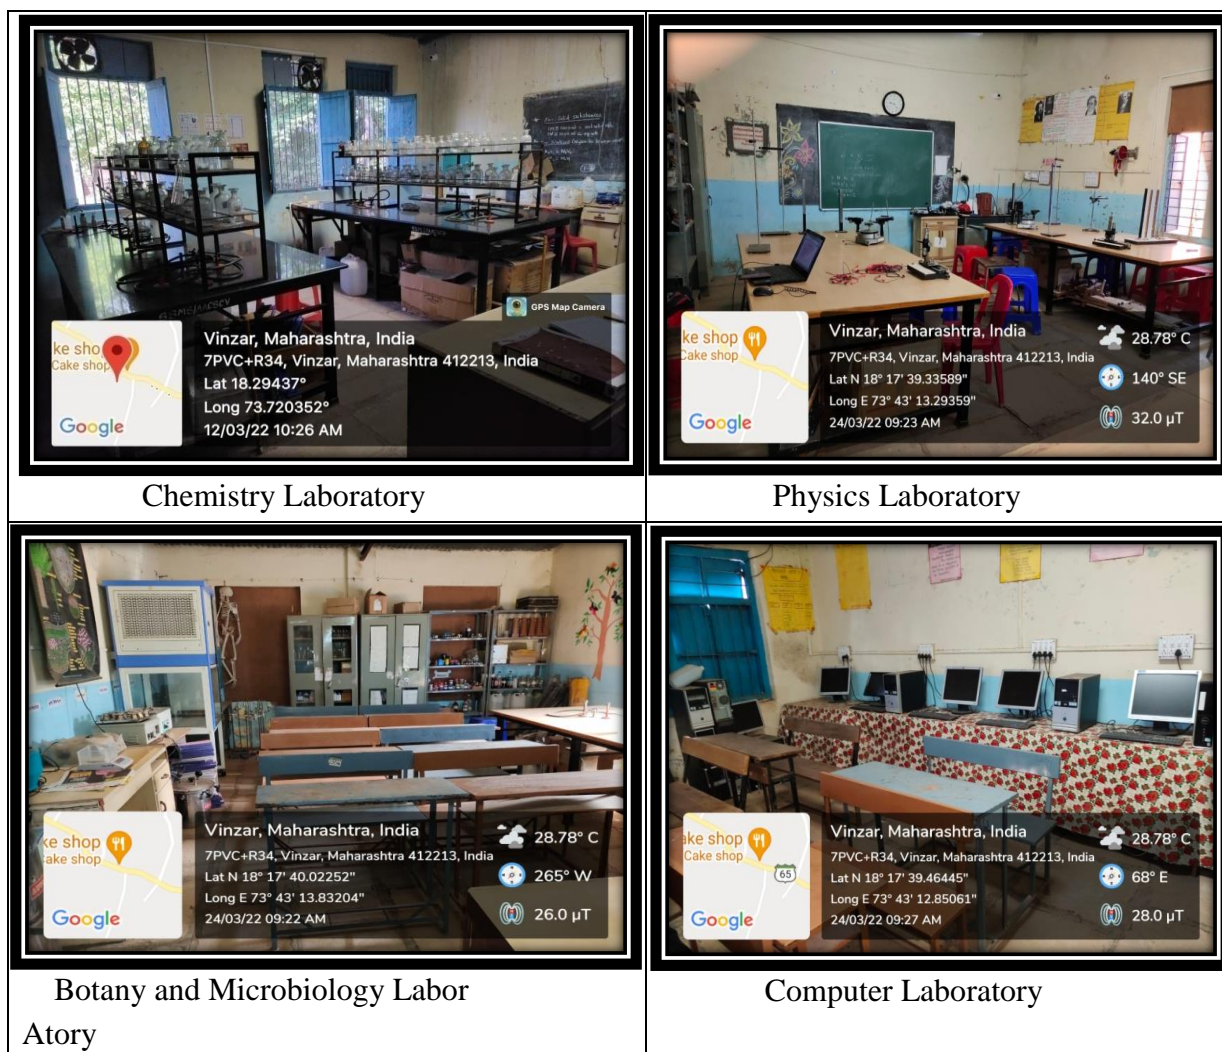 GPS Map Camera
ke sho
Cake shop
Google
Vinzar, Maharashtra, India
7PVC+R34, Vinzar, Maharashtra 412213, India
Lat 18.29437°
Long 73.720352°
12/03/22 10:26 AM
Chemistry Laboratory
ke shop
Cake shop
Google
Vinzar, Maharashtra, India
7PVC+R34, Vinzar, Maharashtra 412213, India
Lat N 18° 17' 39.33589"
Long E 73° 43' 13.29359"
24/03/22 09:23 AM
28.78° C
140° SE
32.0 µT
Physics Laboratory
ke shop
Cake shop
Google
Vinzar, Maharashtra, India
7PVC+R34, Vinzar, Maharashtra 412213, India
Lat N 18° 17' 40.02252"
Long E 73° 43' 13.83204"
24/03/22 09:22 AM
28.78° C
265° W
26.0 µT
Botany and Microbiology Labor
Atory
ake shop
Cake shop
65
Google
Vinzar, Maharashtra, India
7PVC+R34, Vinzar, Maharashtra 412213, India
Lat N 18° 17' 39.46445"
Long E 73° 43' 12.85061"
24/03/22 09:27 AM
28.78° C
68° E
28.0 µT
Computer Laboratory